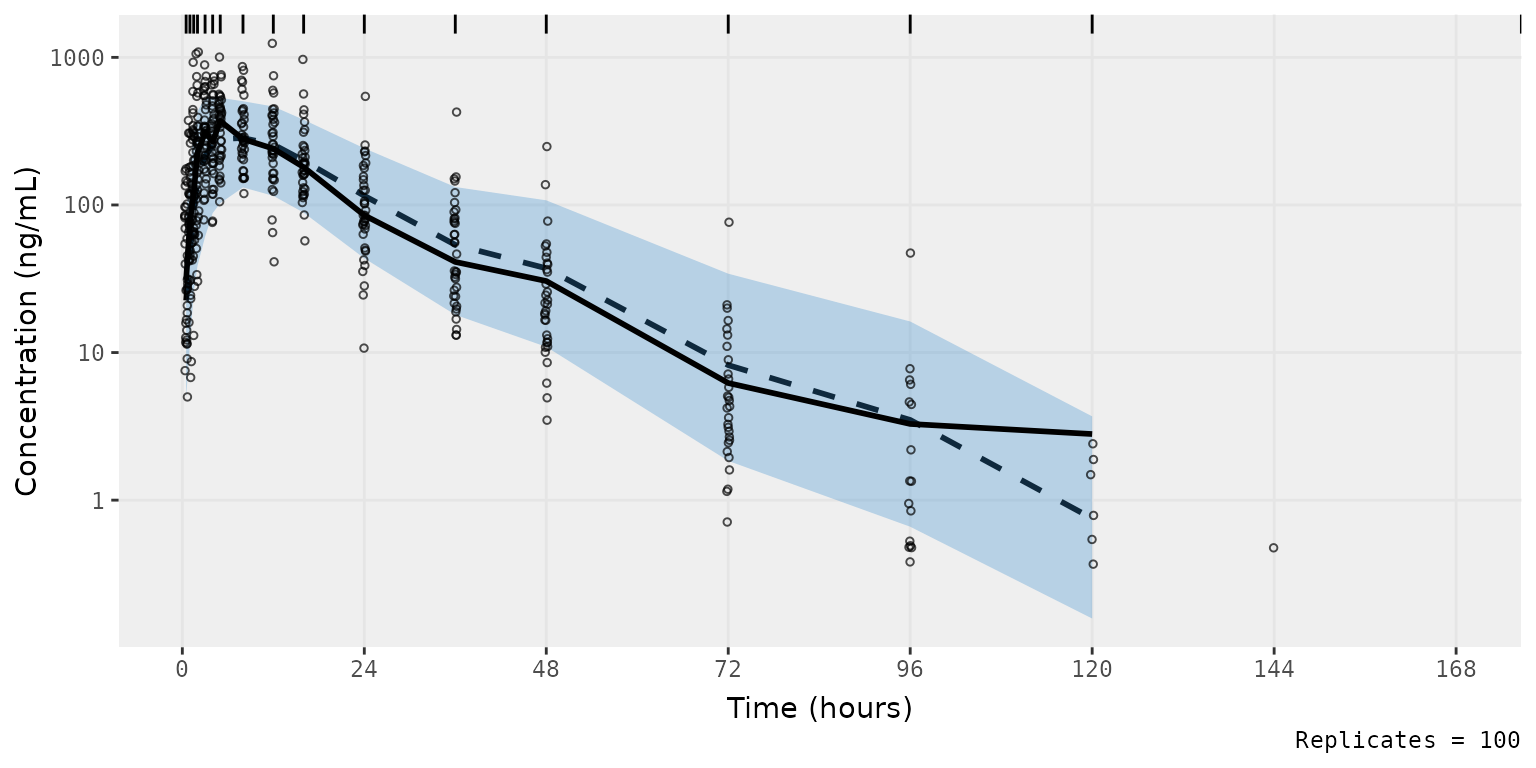 Concentration (ng/mL)
1000
100
10
1
0 24 48 72 96 120 144 168
Time (hours)
Replicates = 100